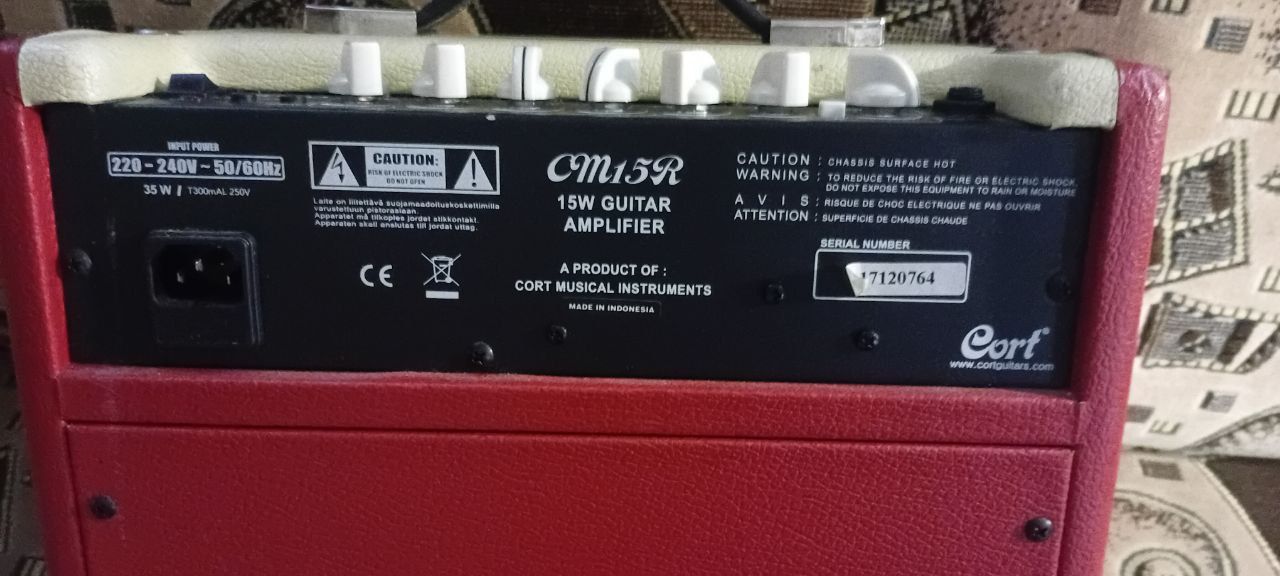 INPUT POWER
220 - 240V ~ 50/60Hz
35 W / T300mAL 250V
CAUTION:
RISK OF ELECTRIC SHOCK
DO NOT OPEN
Laite on liitettävä suojamaadoituskoskettimilla
varustettuun pistorasiaan.
Apparatet må tilkoples jordet stikkontakt.
Apparaten skall anslutas till jordat uttag.
CE
CM15R
15W GUITAR
AMPLIFIER
A PRODUCT OF :
CORT MUSICAL INSTRUMENTS
MADE IN INDONESIA
CAUTION : CHASSIS SURFACE HOT
WARNING : TO REDUCE THE RISK OF FIRE OR ELECTRIC SHOCK
DO NOT EXPOSE THIS EQUIPMENT TO RAIN OR MOISTURE
A V I S : RISQUE DE CHOC ELECTRIQUE NE PAS OUVRIR
ATTENTION : SUPERFICIE DE CHASSIS CHAUDE
SERIAL NUMBER
17120764
Cort®
www.cortguitars.com